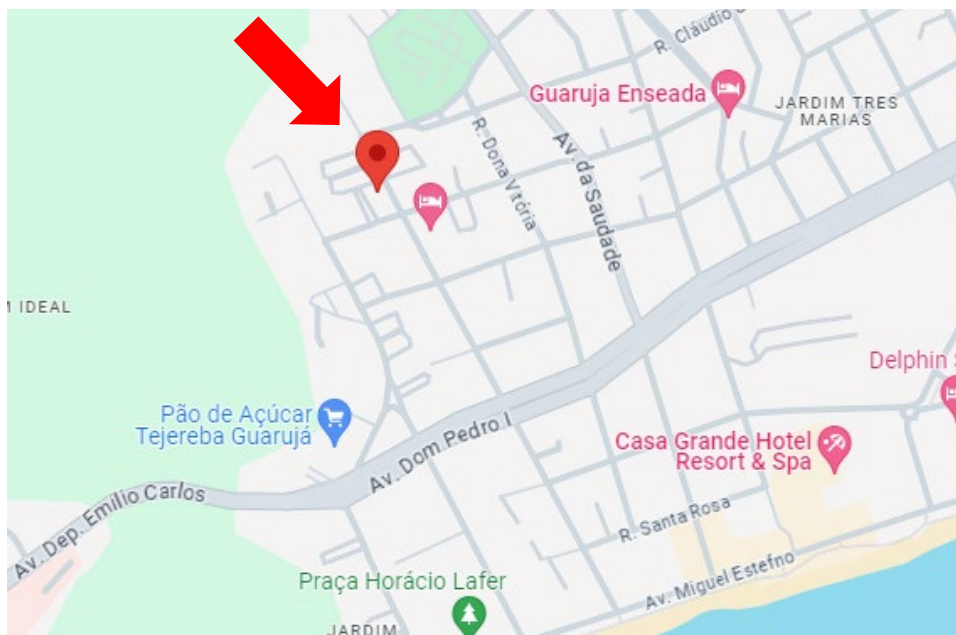 R. Cláudio
Guaruja Enseada
JARDIM TRES
MARIAS
R. Dona Vitória
Av. da Saudade
IDEAL
Delphin
Pão de Açúcar
Tejereba Guarujá
Av. Dom Pedro I
Casa Grande Hotel
Resort & Spa
Av. Dep. Emílio Carlos
R. Santa Rosa
Av. Miguel Estefno
Praça Horácio Lafer
JARDIM